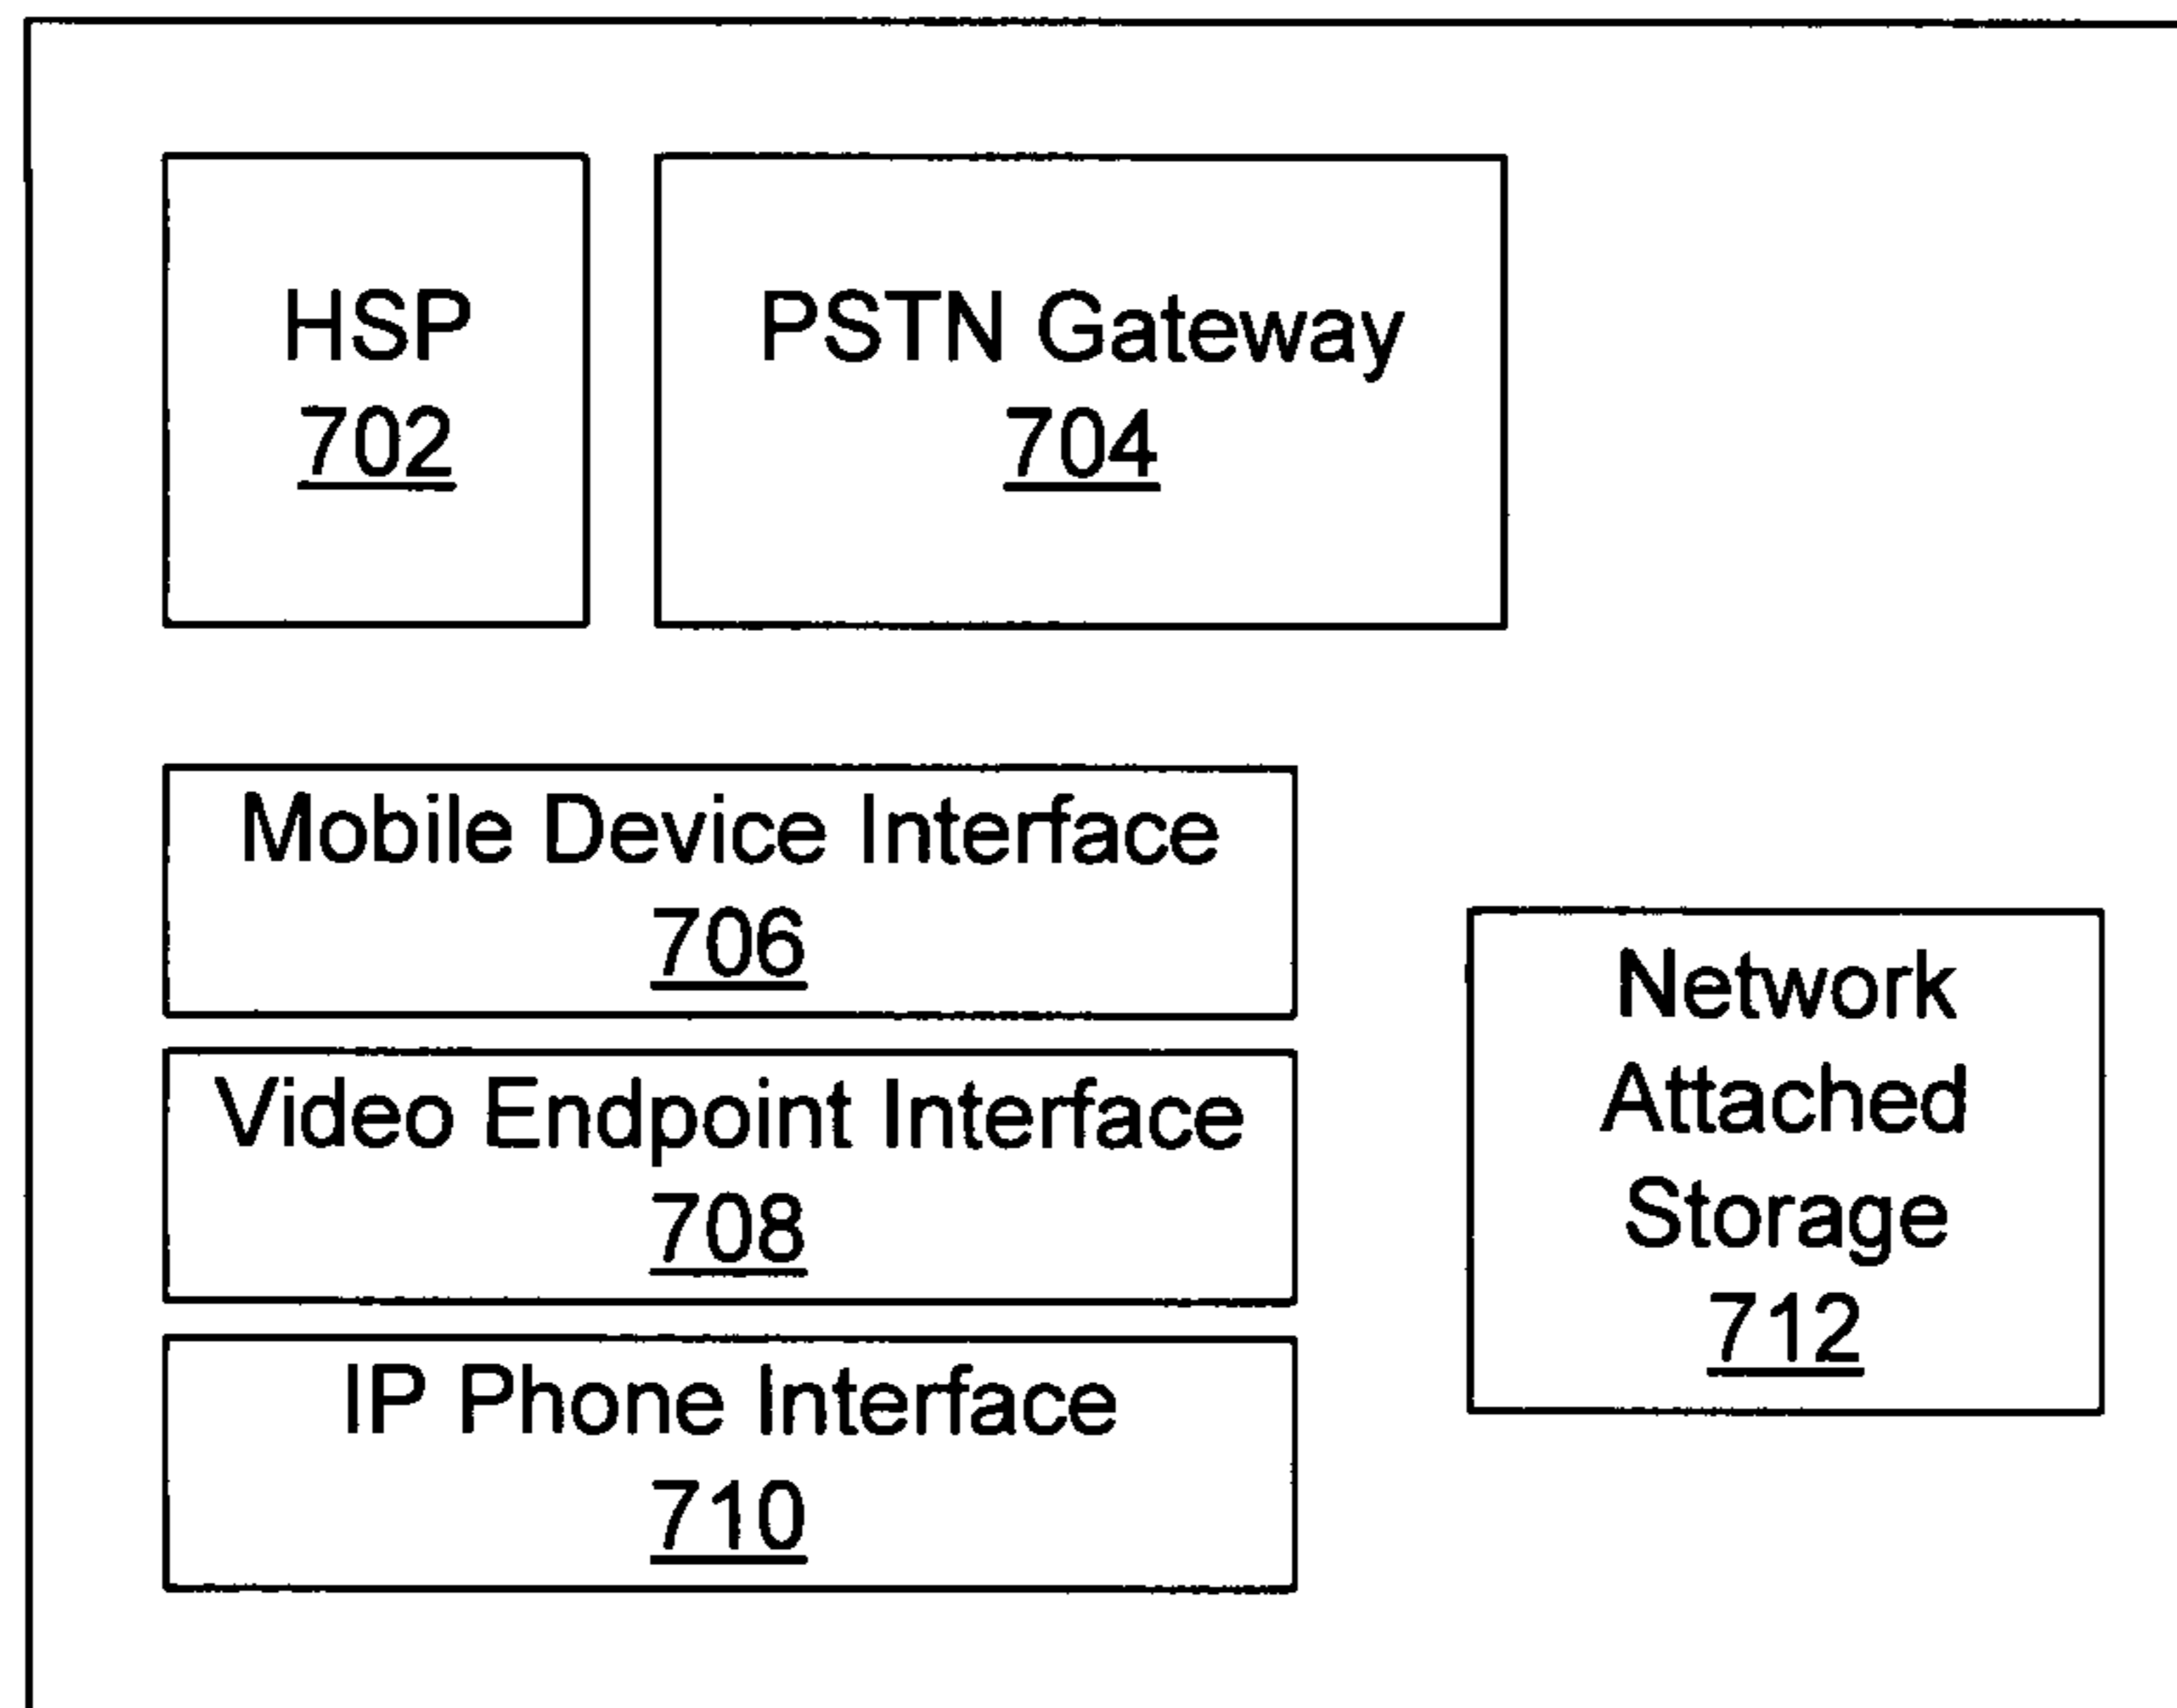 HSP
702
PSTN Gateway
704
Mobile Device Interface
706
Video Endpoint Interface
708
IP Phone Interface
710
Network
Attached
Storage
712